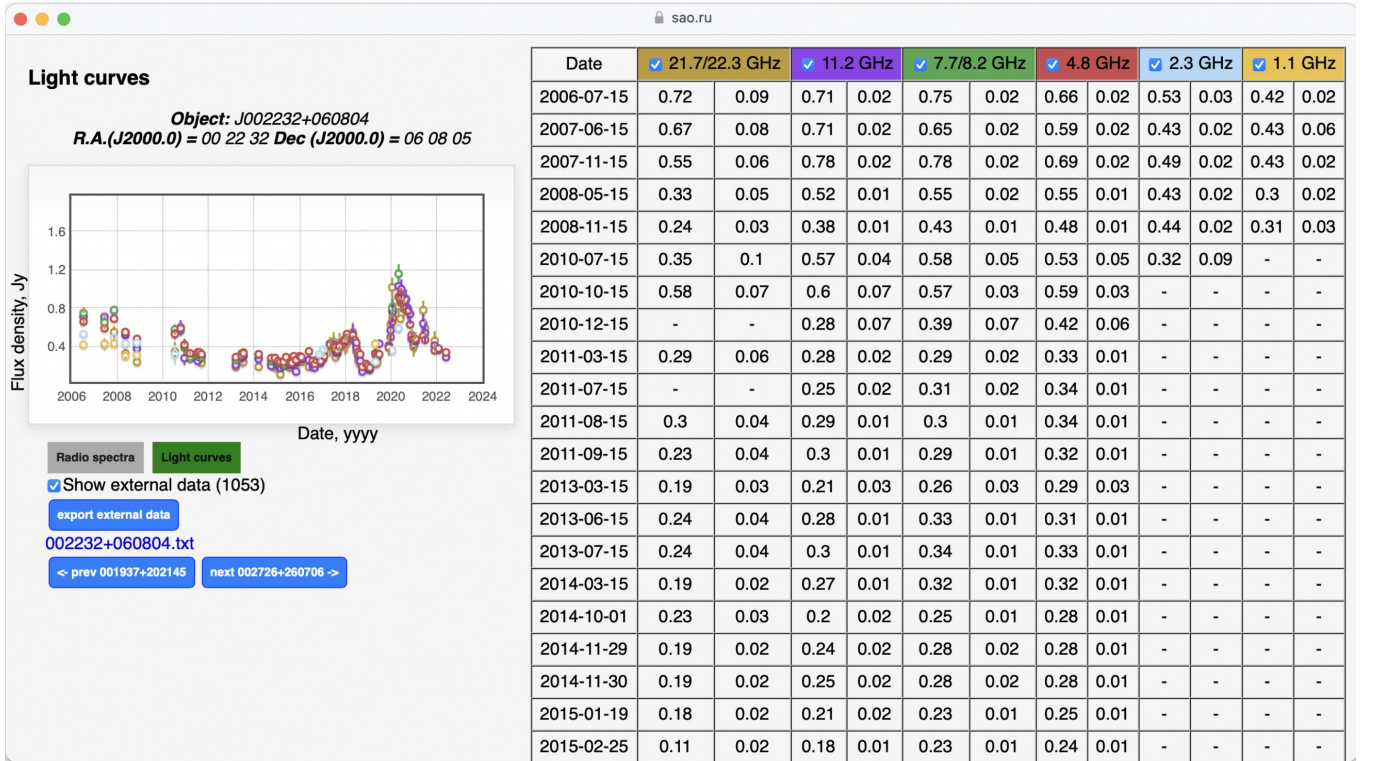 sao.ru
Light curves
Object: J002232+060804
R.A.(J2000.0) = 00 22 32 Dec (J2000.0) = 06 08 05
Flux density, Jy
1.6
1.2
0.8
0.4
2006 2008 2010 2012 2014 2016 2018 2020 2022 2024
Date, yyyy
Radio spectra Light curves
Show external data (1053)
export external data
002232+060804.txt
<- prev 001937+202145 next 002726+260706 ->
Date 21.7/22.3 GHz 11.2 GHz 7.7/8.2 GHz 4.8 GHz 2.3 GHz 1.1 GHz
2006-07-15 0.72 0.09 0.71 0.02 0.75 0.02 0.66 0.02 0.53 0.03 0.42 0.02
2007-06-15 0.67 0.08 0.71 0.02 0.65 0.02 0.59 0.02 0.43 0.02 0.43 0.06
2007-11-15 0.55 0.06 0.78 0.02 0.78 0.02 0.69 0.02 0.49 0.02 0.43 0.02
2008-05-15 0.33 0.05 0.52 0.01 0.55 0.02 0.55 0.01 0.43 0.02 0.3 0.02
2008-11-15 0.24 0.03 0.38 0.01 0.43 0.01 0.48 0.01 0.44 0.02 0.31 0.03
2010-07-15 0.35 0.1 0.57 0.04 0.58 0.05 0.53 0.05 0.32 0.09 - -
2010-10-15 0.58 0.07 0.6 0.07 0.57 0.03 0.59 0.03 - - - -
2010-12-15 - - 0.28 0.07 0.39 0.07 0.42 0.06 - - - -
2011-03-15 0.29 0.06 0.28 0.02 0.29 0.02 0.33 0.01 - - - -
2011-07-15 - - 0.25 0.02 0.31 0.02 0.34 0.01 - - - -
2011-08-15 0.3 0.04 0.29 0.01 0.3 0.01 0.34 0.01 - - - -
2011-09-15 0.23 0.04 0.3 0.01 0.29 0.01 0.32 0.01 - - - -
2013-03-15 0.19 0.03 0.21 0.03 0.26 0.03 0.29 0.03 - - - -
2013-06-15 0.24 0.04 0.28 0.01 0.33 0.01 0.31 0.01 - - - -
2013-07-15 0.24 0.04 0.3 0.01 0.34 0.01 0.33 0.01 - - - -
2014-03-15 0.19 0.02 0.27 0.01 0.32 0.01 0.32 0.01 - - - -
2014-10-01 0.23 0.03 0.2 0.02 0.25 0.01 0.28 0.01 - - - -
2014-11-29 0.19 0.02 0.24 0.02 0.28 0.02 0.28 0.01 - - - -
2014-11-30 0.19 0.02 0.25 0.02 0.28 0.02 0.28 0.01 - - - -
2015-01-19 0.18 0.02 0.21 0.02 0.23 0.01 0.25 0.01 - - - -
2015-02-25 0.11 0.02 0.18 0.01 0.23 0.01 0.24 0.01 - - - -